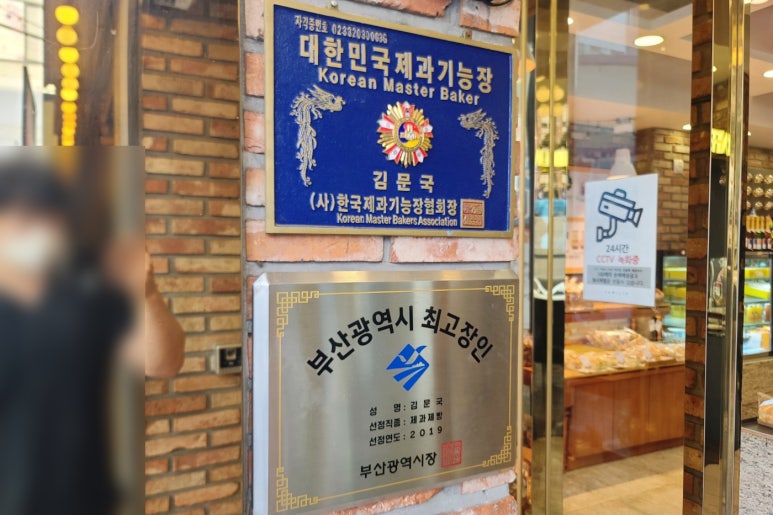 자격증번호
대한민국제과기능장
Korean Master Baker
김문국
(사)한국제과기능장협회장
Korean Master Bakers Association
부산광역시 최고장인
성 명 : 김 문 국
선정직종 : 제과제빵
선정연도 : 2019
부산광역시장
24시간
CCTV 녹화중